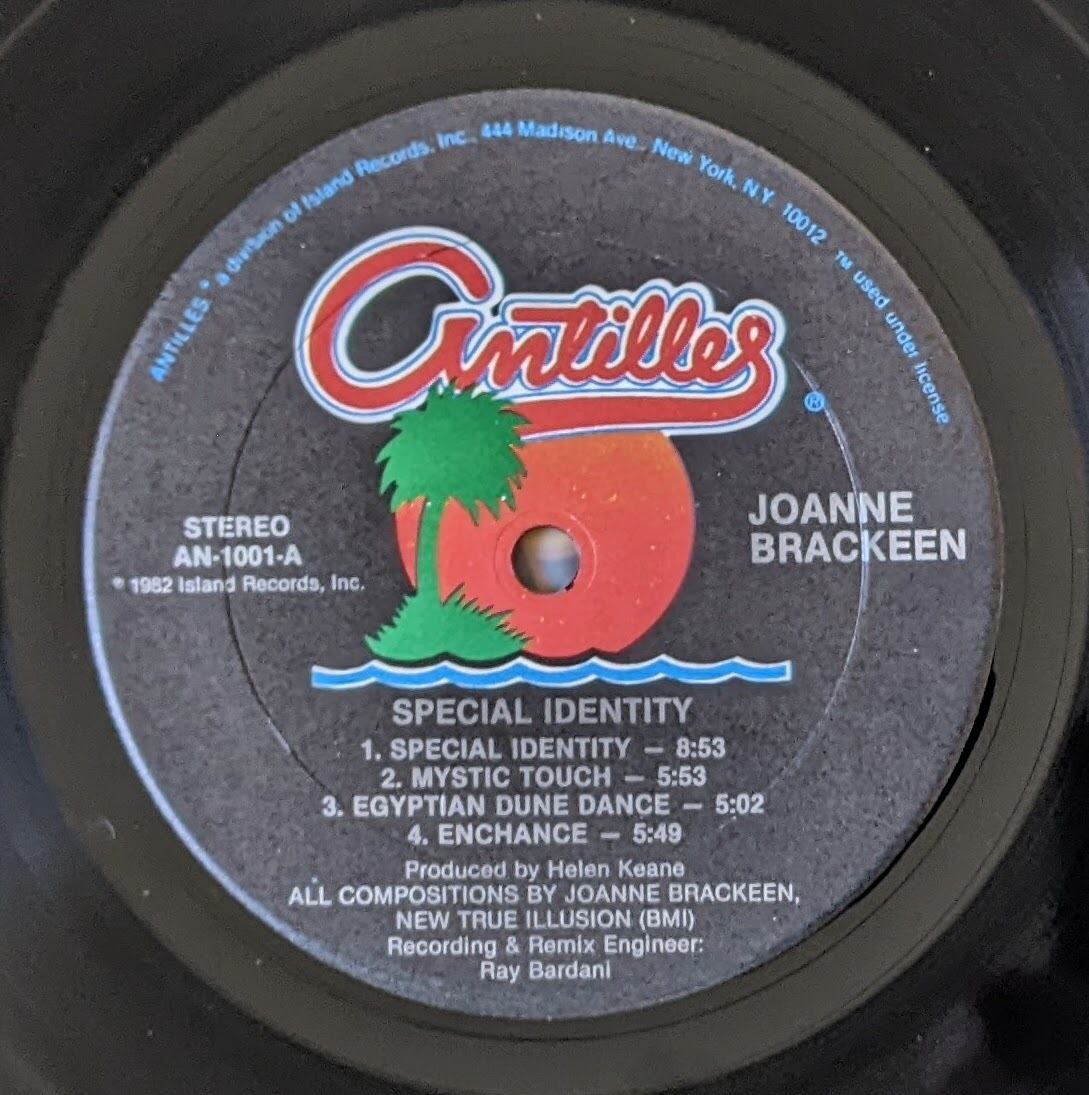 ANTILLES ® a division of Island Records, Inc., 444 Madison Ave., New York, N.Y. 10012 ™ used under license
antilles ®
STEREO
AN-1001-A
℗ 1982 Island Records, Inc.
JOANNE
BRACKEEN
SPECIAL IDENTITY
1. SPECIAL IDENTITY — 8:53
2. MYSTIC TOUCH — 5:53
3. EGYPTIAN DUNE DANCE — 5:02
4. ENCHANCE — 5:49
Produced by Helen Keane
ALL COMPOSITIONS BY JOANNE BRACKEEN,
NEW TRUE ILLUSION (BMI)
Recording & Remix Engineer:
Ray Bardani